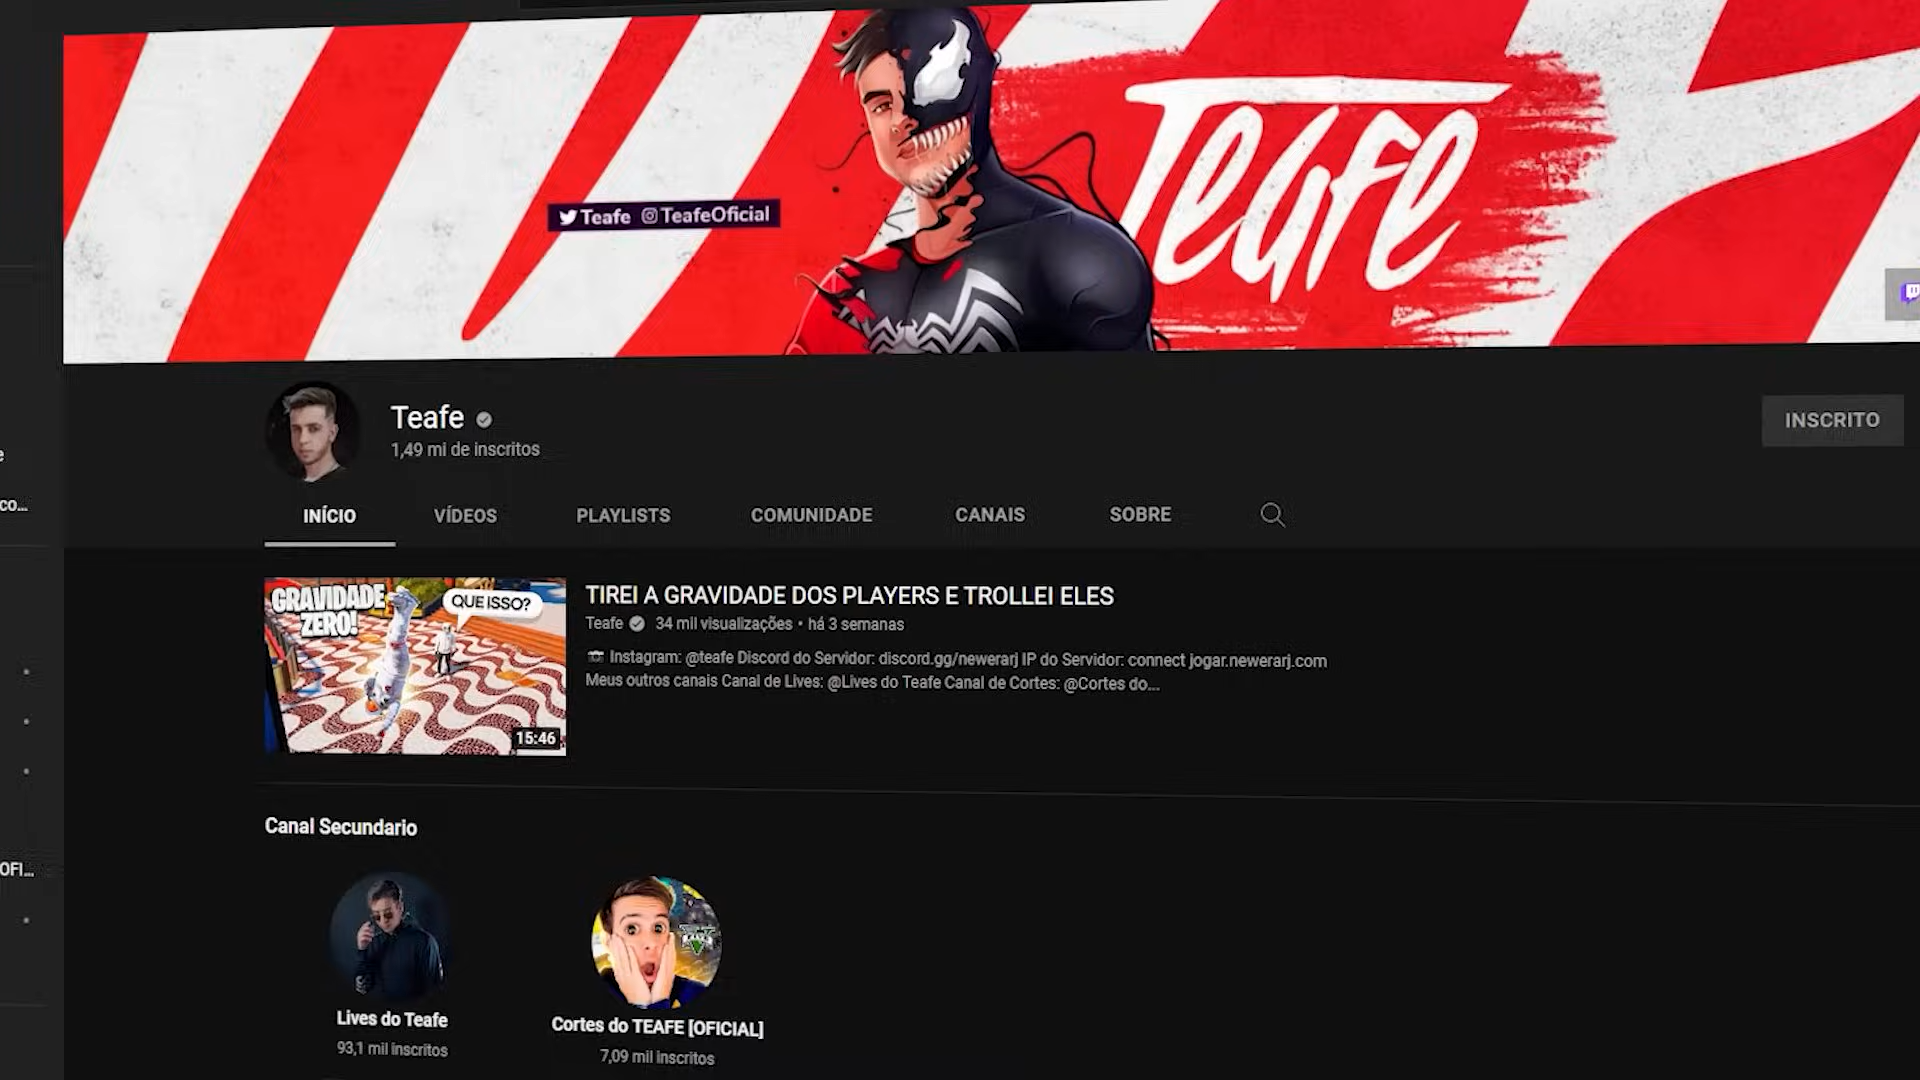 Teafe TeafeOficial
Teafe
Teafe
1,49 mi de inscritos
INSCRITO
INÍCIO VÍDEOS PLAYLISTS COMUNIDADE CANAIS SOBRE
GRAVIDADE
ZERO!
QUE ISSO?
15:46
TIREI A GRAVIDADE DOS PLAYERS E TROLLEI ELES
Teafe 34 mil visualizações • há 3 semanas
Instagram: @teafe Discord do Servidor: discord.gg/newerarj IP do Servidor: connect jogar.newerarj.com
Meus outros canais Canal de Lives: @Lives do Teafe Canal de Cortes: @Cortes do...
Canal Secundario
Lives do Teafe
93,1 mil inscritos
Cortes do TEAFE [OFICIAL]
7,09 mil inscritos